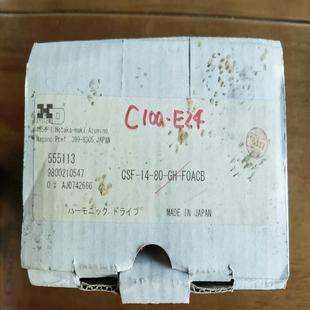 C100-E24
Hotaka-maki, Azumino,
Nagano Pref. 399-8305, JAPAN
555113
9800210547
CSF-14-80-GH-F0ACB
AJ0742666
ハーモニック ドライブ
MADE IN JAPAN